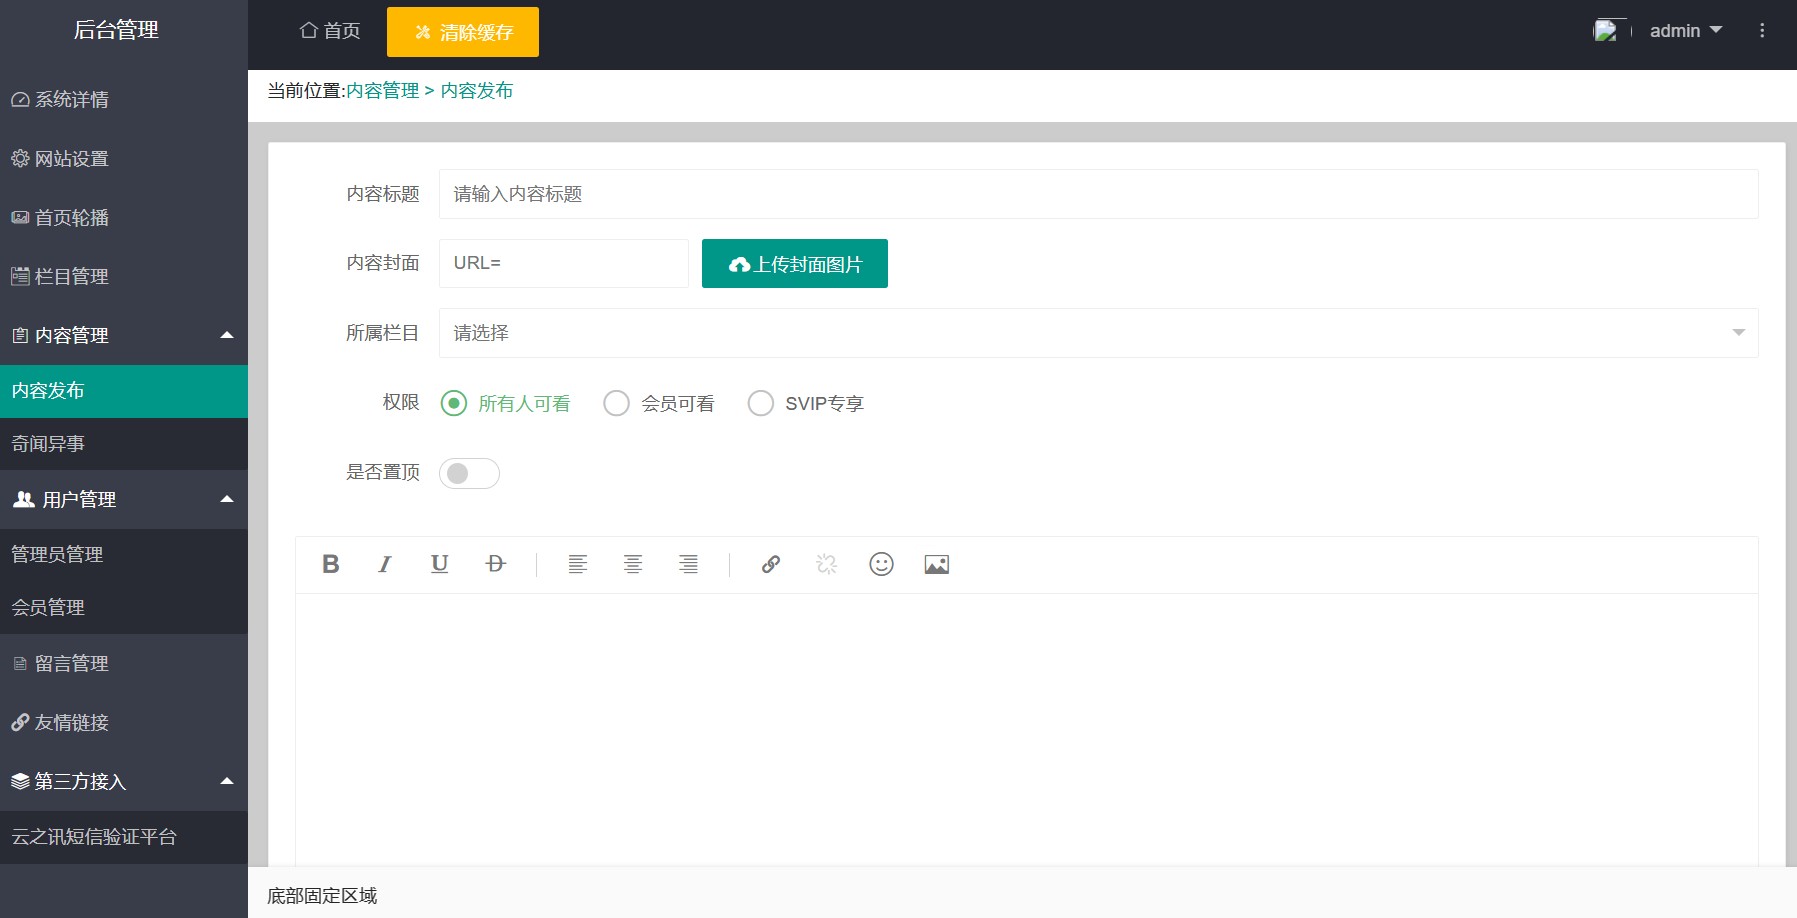 后台管理
首页
清除缓存
admin
系统详情
网站设置
首页轮播
栏目管理
内容管理
内容发布
奇闻异事
用户管理
管理员管理
会员管理
留言管理
友情链接
第三方接入
云之讯短信验证平台
当前位置:内容管理 > 内容发布
内容标题 请输入内容标题
内容封面 URL= 上传封面图片
所属栏目 请选择
权限 所有人可看 会员可看 SVIP专享
是否置顶
底部固定区域